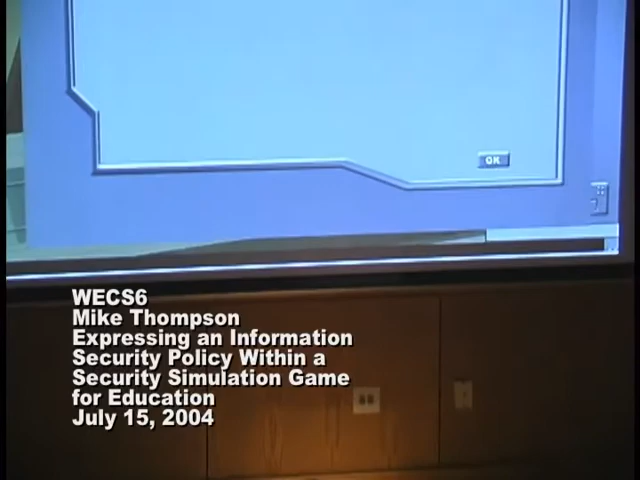 OK
WECS6
Mike Thompson
Expressing an Information
Security Policy Within a
Security Simulation Game
for Education
July 15, 2004